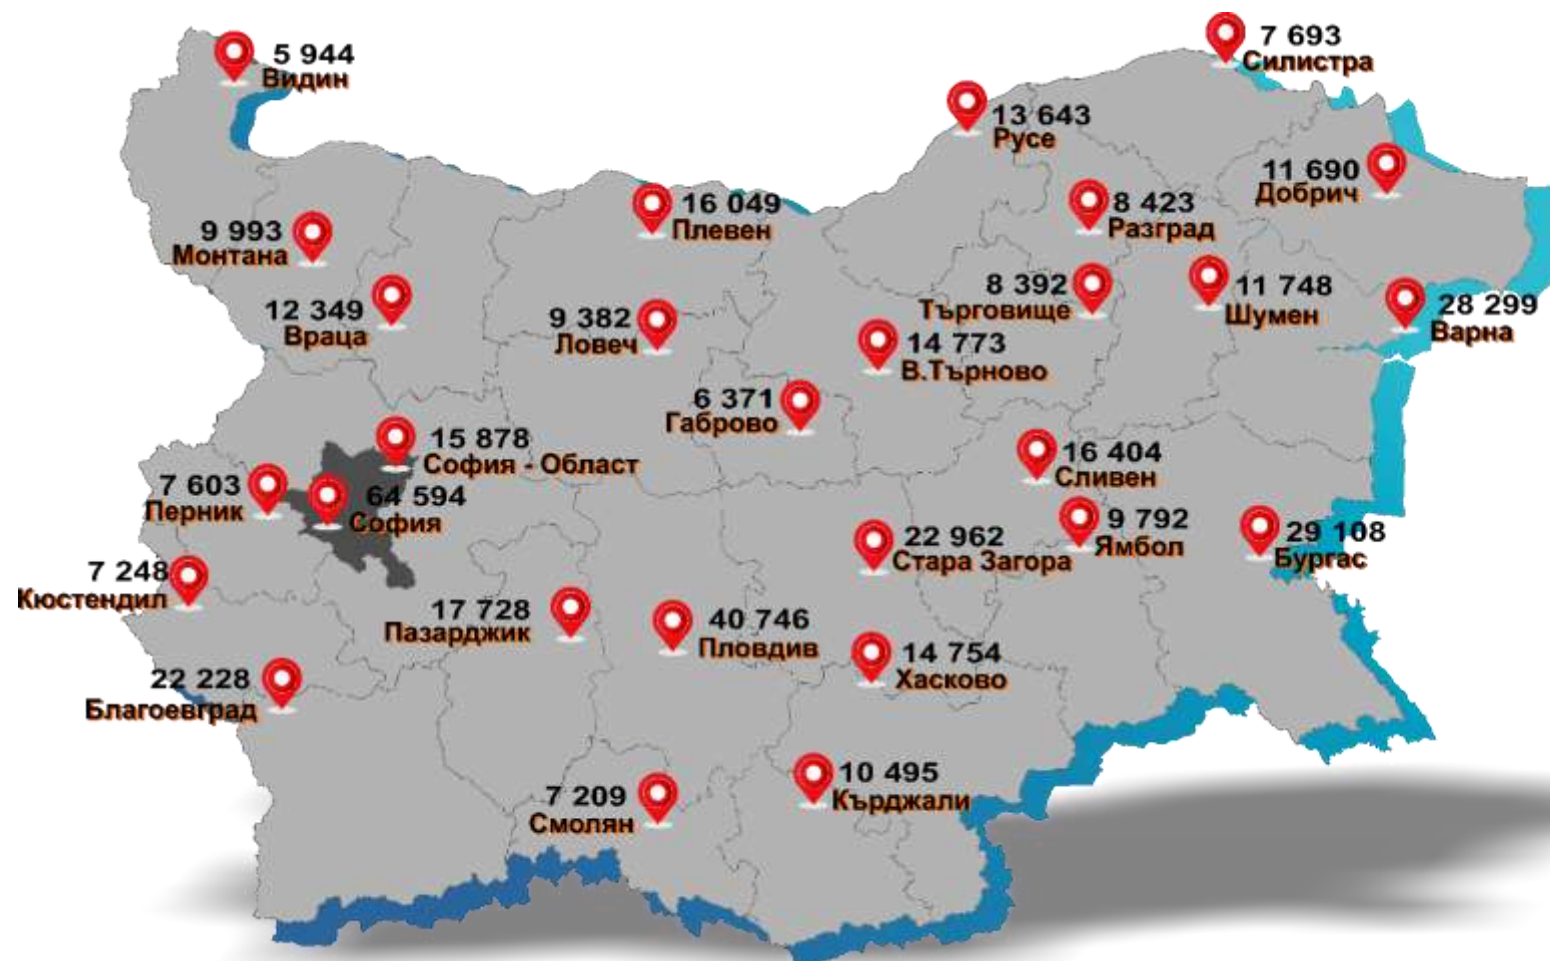 5 944
Видин
7 693
Силистра
13 643
Русе
11 690
Добрич
16 049
Плевен
8 423
Разград
9 993
Монтана
12 349
Враца
9 382
Ловеч
8 392
Търговище
11 748
Шумен
28 299
Варна
14 773
В.Търново
6 371
Габрово
15 878
София - Област
16 404
Сливен
7 603
Перник
64 594
София
22 962
Стара Загора
9 792
Ямбол
29 108
Бургас
7 248
Кюстендил
17 728
Пазарджик
40 746
Пловдив
14 754
Хасково
22 228
Благоевград
7 209
Смолян
10 495
Кърджали